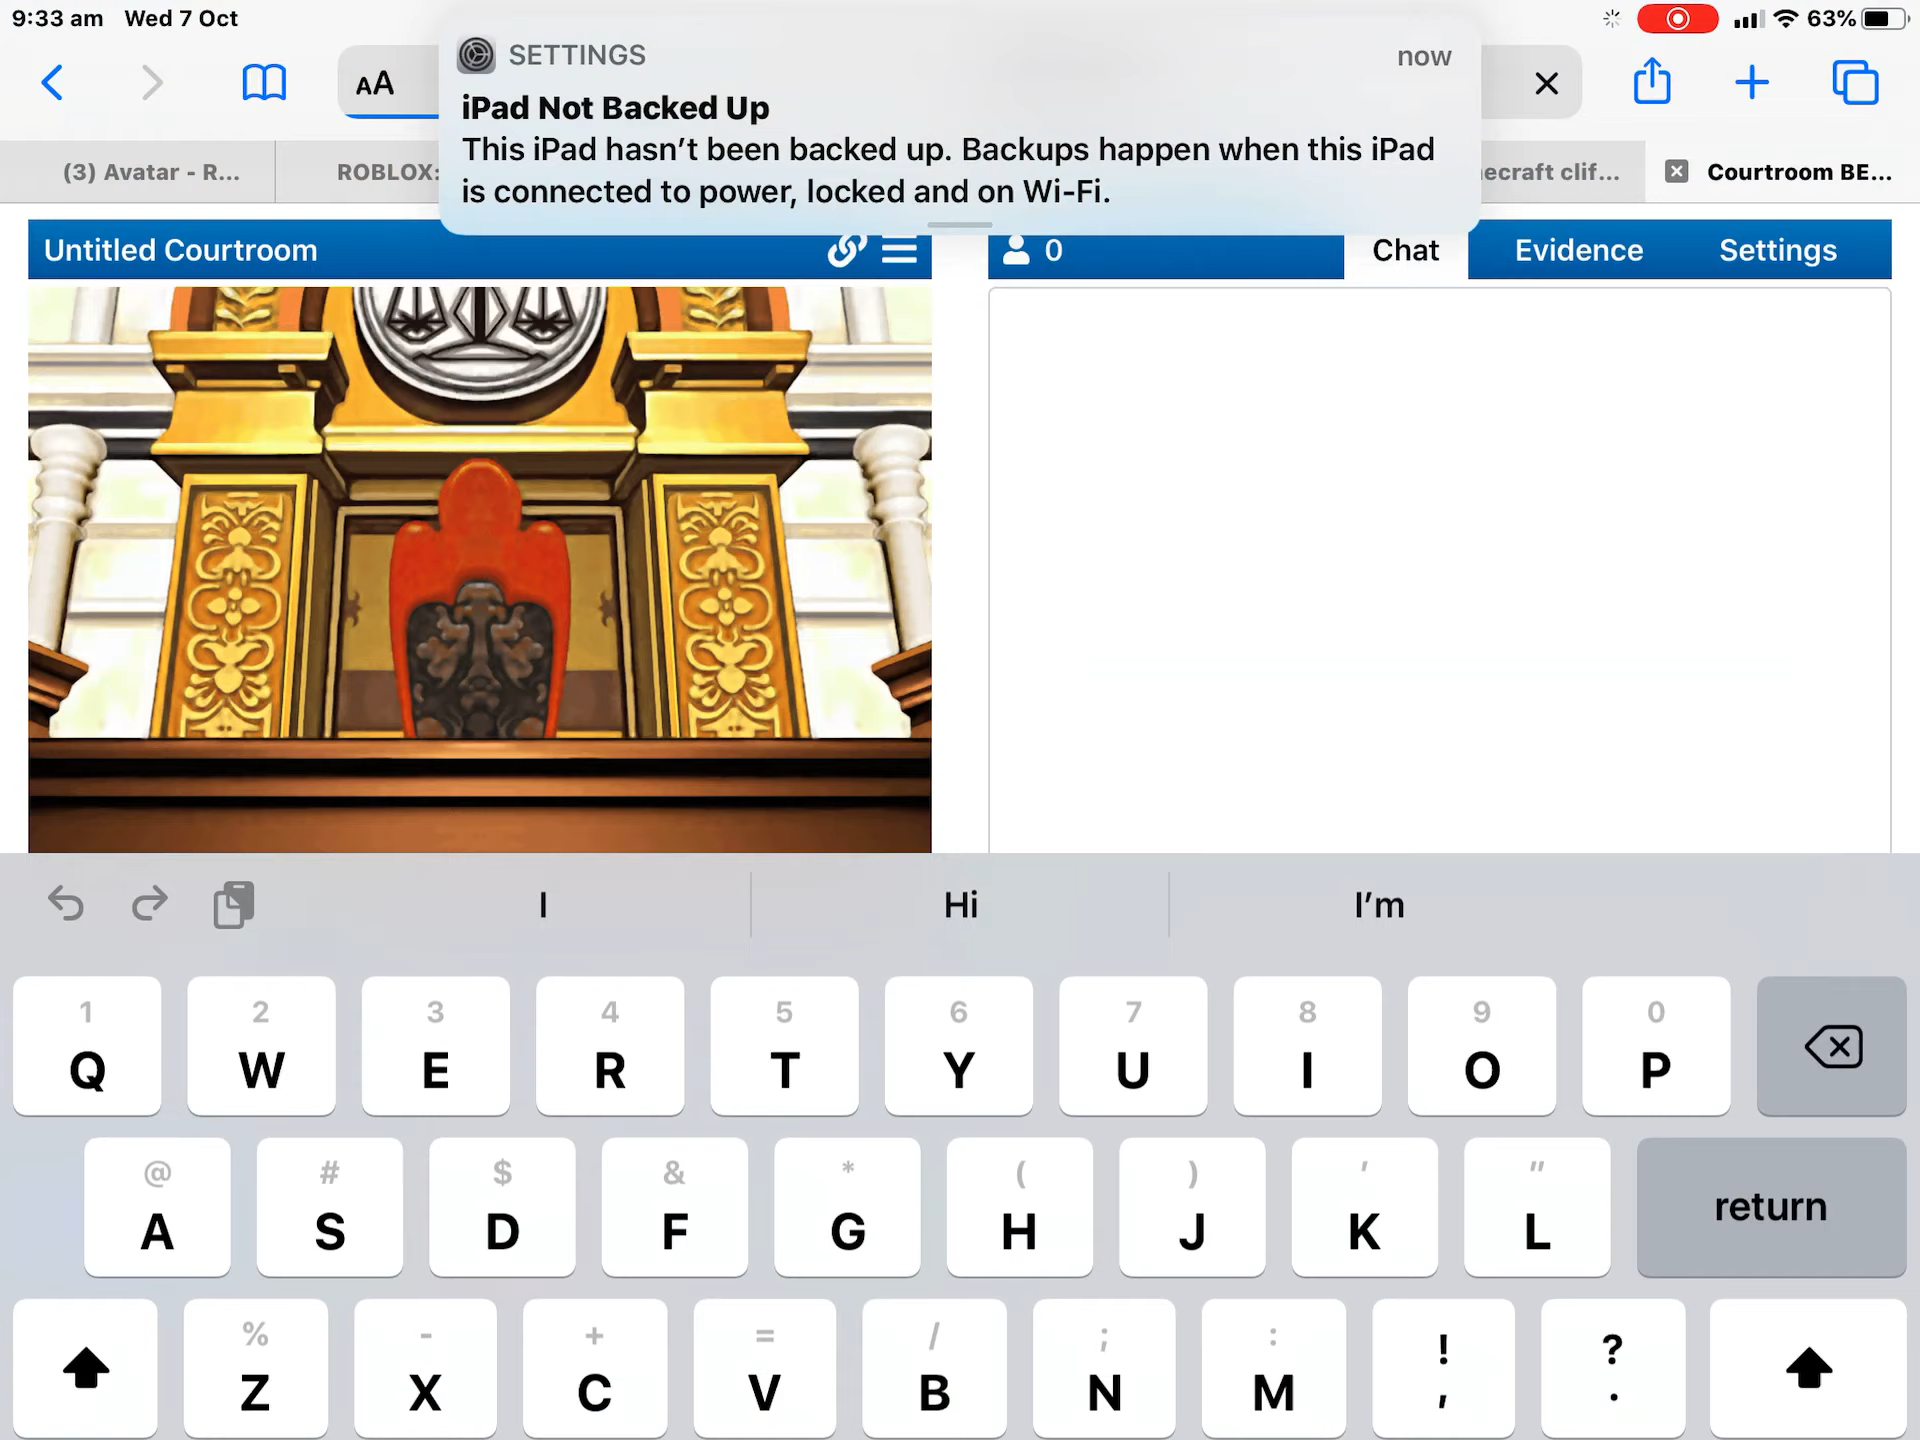 9:33 am Wed 7 Oct
63%
SETTINGS now
iPad Not Backed Up
This iPad hasn’t been backed up. Backups happen when this iPad
is connected to power, locked and on Wi-Fi.
AA
(3) Avatar - R...
ROBLOX:
ecraft clif...
Courtroom BE...
Untitled Courtroom
0
Chat
Evidence
Settings
I
Hi
I’m
1 2 3 4 5 6 7 8 9 0
Q W E R T Y U I O P
@ # $ & * ( ) ' "
A S D F G H J K L return
% - + = / ; : ! ?
Z X C V B N M , .